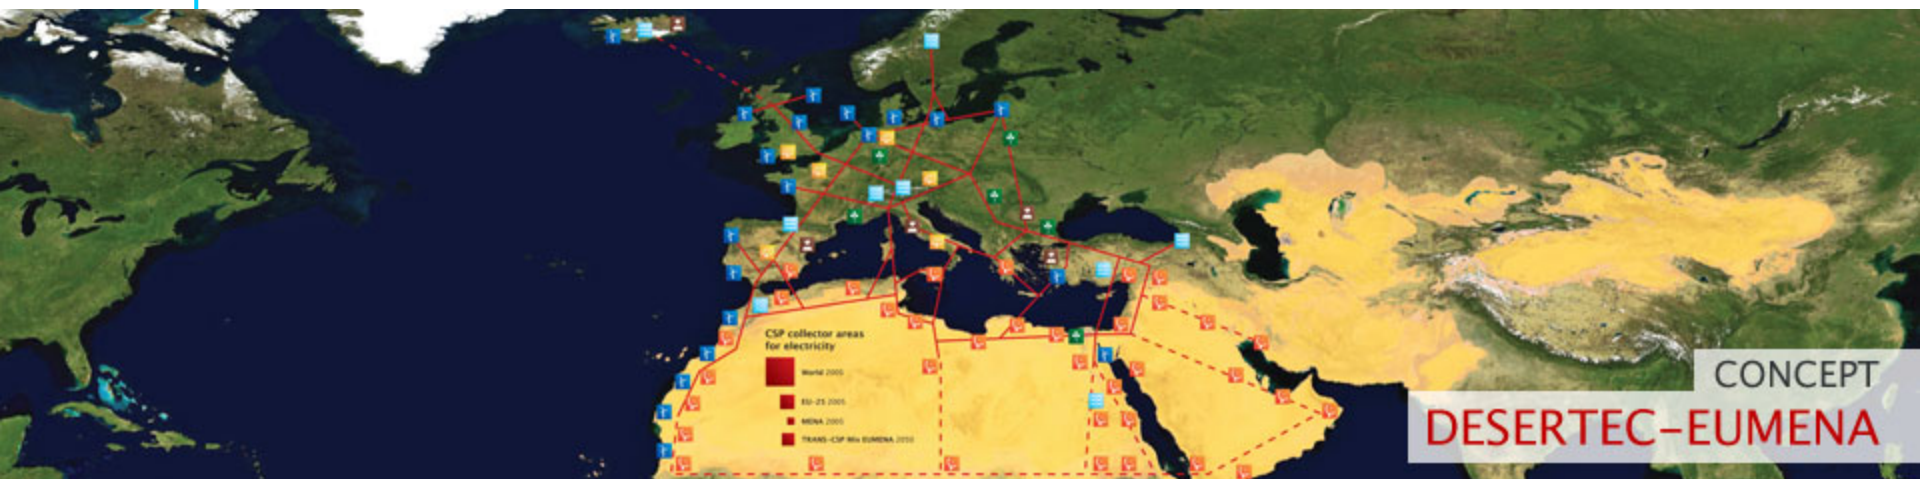 CSP collector areas
for electricity
World 2005
EU-25 2005
MENA 2005
TRANS-CSP Mix EUMENA 2050
CONCEPT
DESERTEC-EUMENA